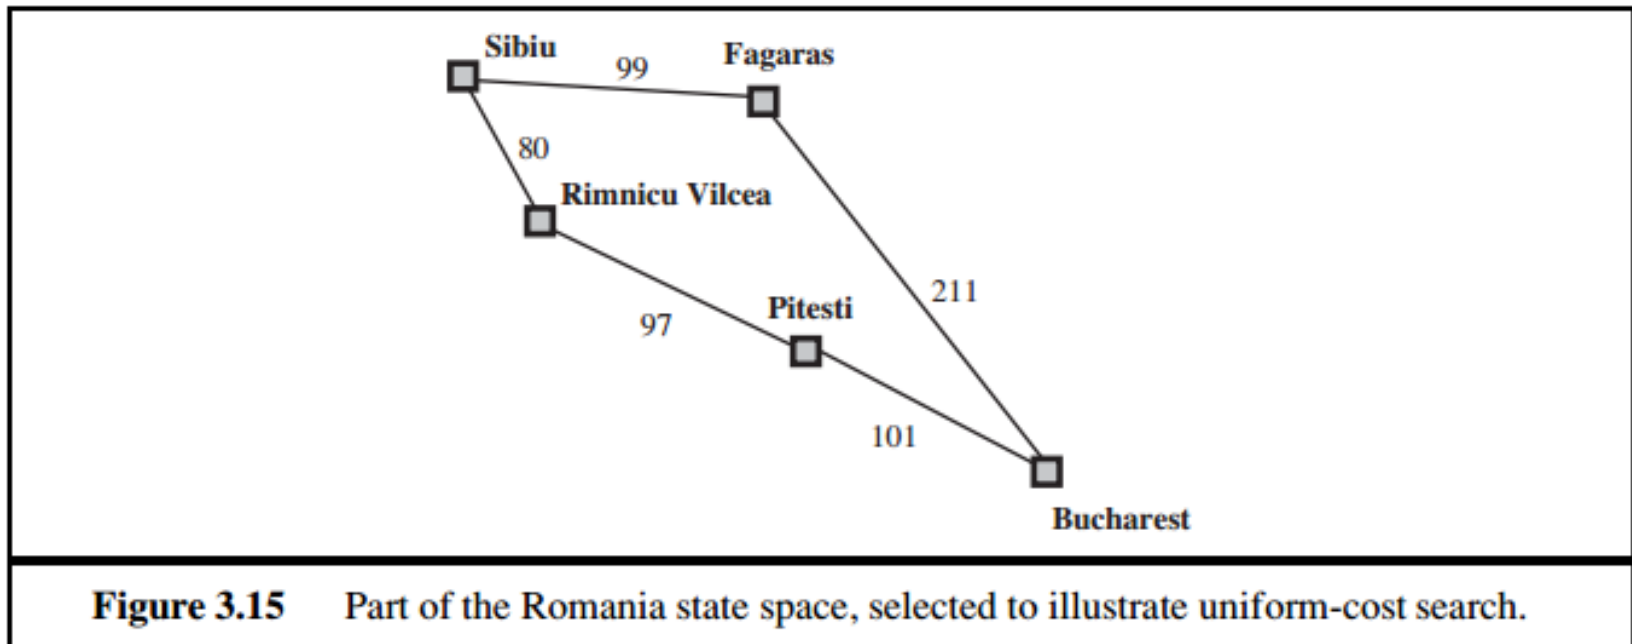 Sibiu
Fagaras
99
80
Rimnicu Vilcea
211
Pitesti
97
101
Bucharest
Figure 3.15 Part of the Romania state space, selected to illustrate uniform-cost search.